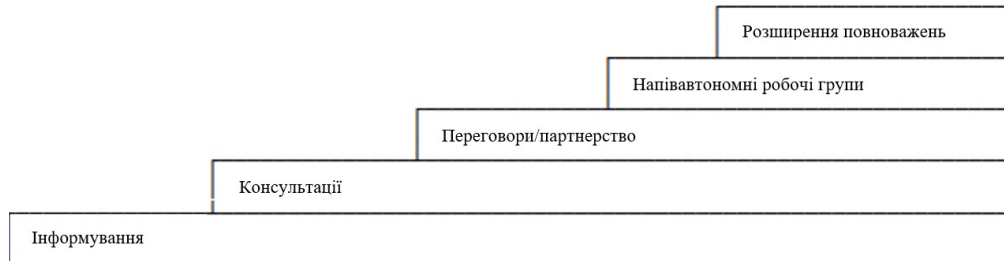 Розширення повноважень
Напівавтономні робочі групи
Переговори/партнерство
Консультації
Інформування